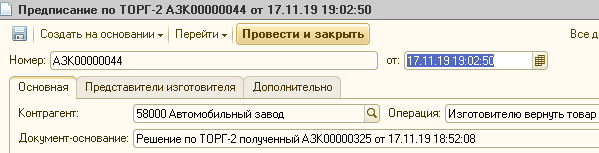 Предписание по ТОРГ-2 АЗК00000044 от 17.11.19 19:02:50
Создать на основании Перейти Провести и закрыть Все д
Номер: АЗК00000044 от: 17.11.19 19:02:50
Основная Представители изготовителя Дополнительно
Контрагент: 58000 Автомобильный завод Операция: Изготовителю вернуть товар
Документ-основание: Решение по ТОРГ-2 полученный АЗК00000325 от 17.11.19 18:52:08